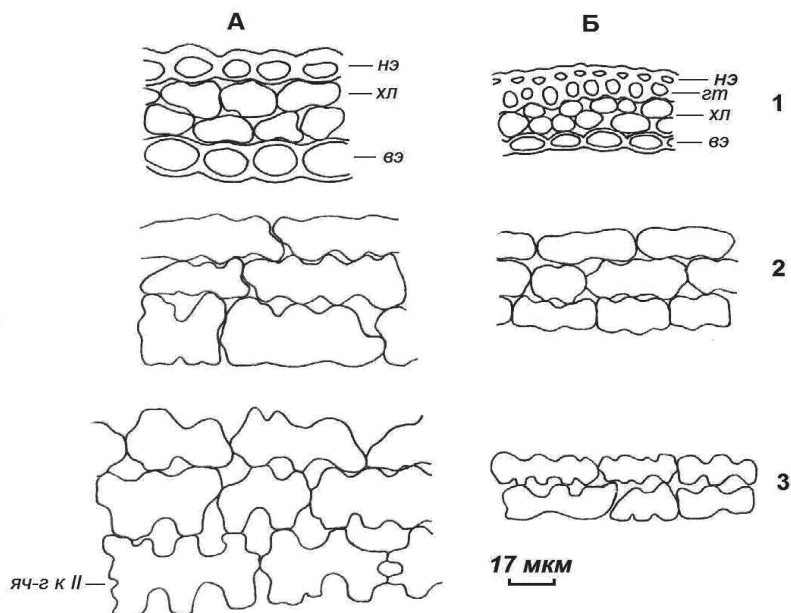 А Б
нэ
хл
вэ
нэ
гт
хл
вэ
1
2
3
яч-г к II
17 мкм